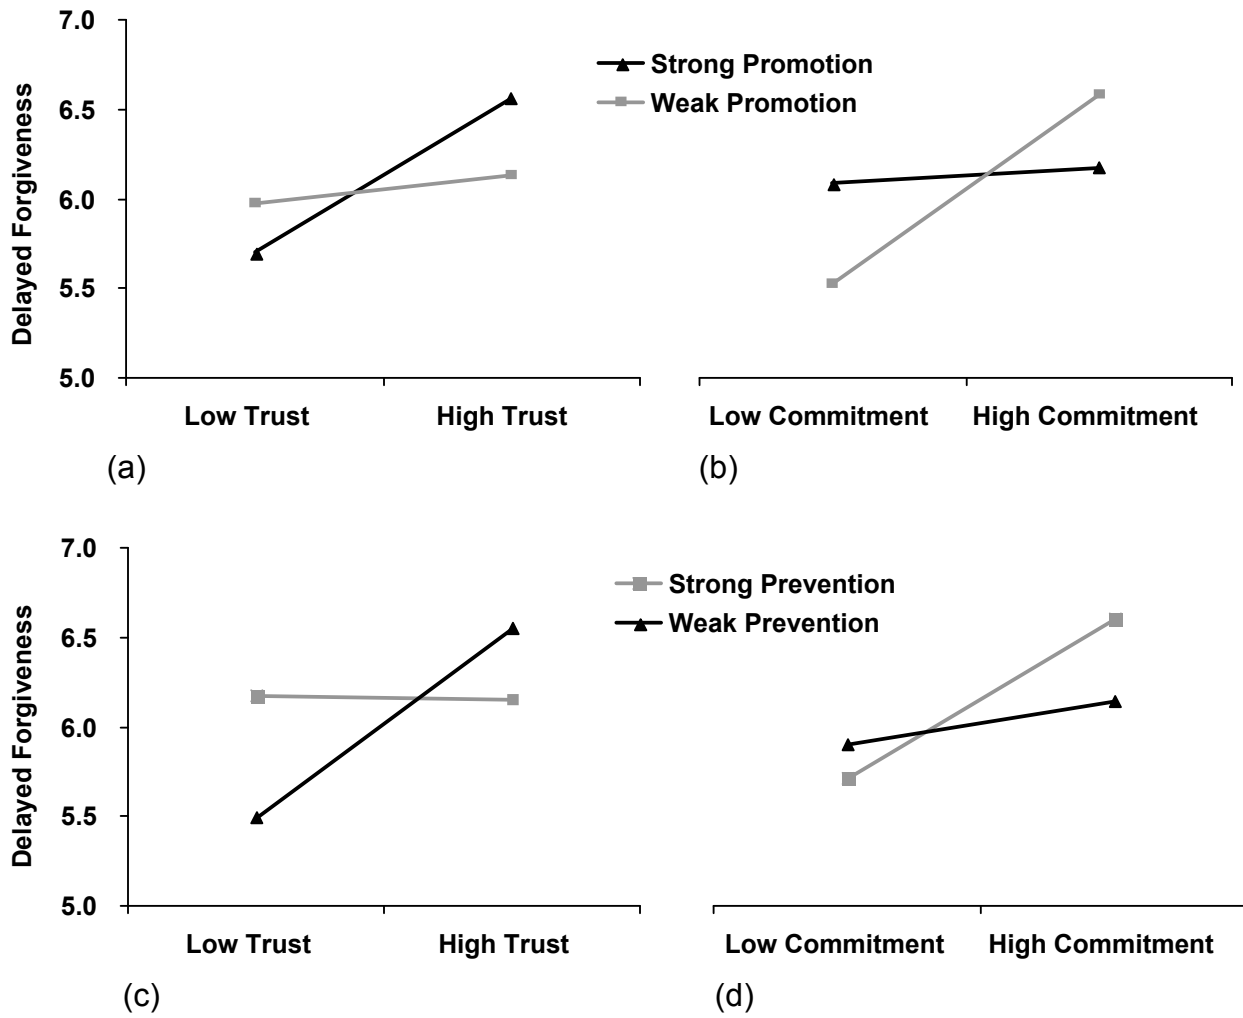 7.0
6.5
6.0
5.5
5.0
Delayed Forgiveness
Strong Promotion
Weak Promotion
Low Trust High Trust
Low Commitment High Commitment
(a)
(b)
7.0
6.5
6.0
5.5
5.0
Delayed Forgiveness
Strong Prevention
Weak Prevention
Low Trust High Trust
Low Commitment High Commitment
(c)
(d)